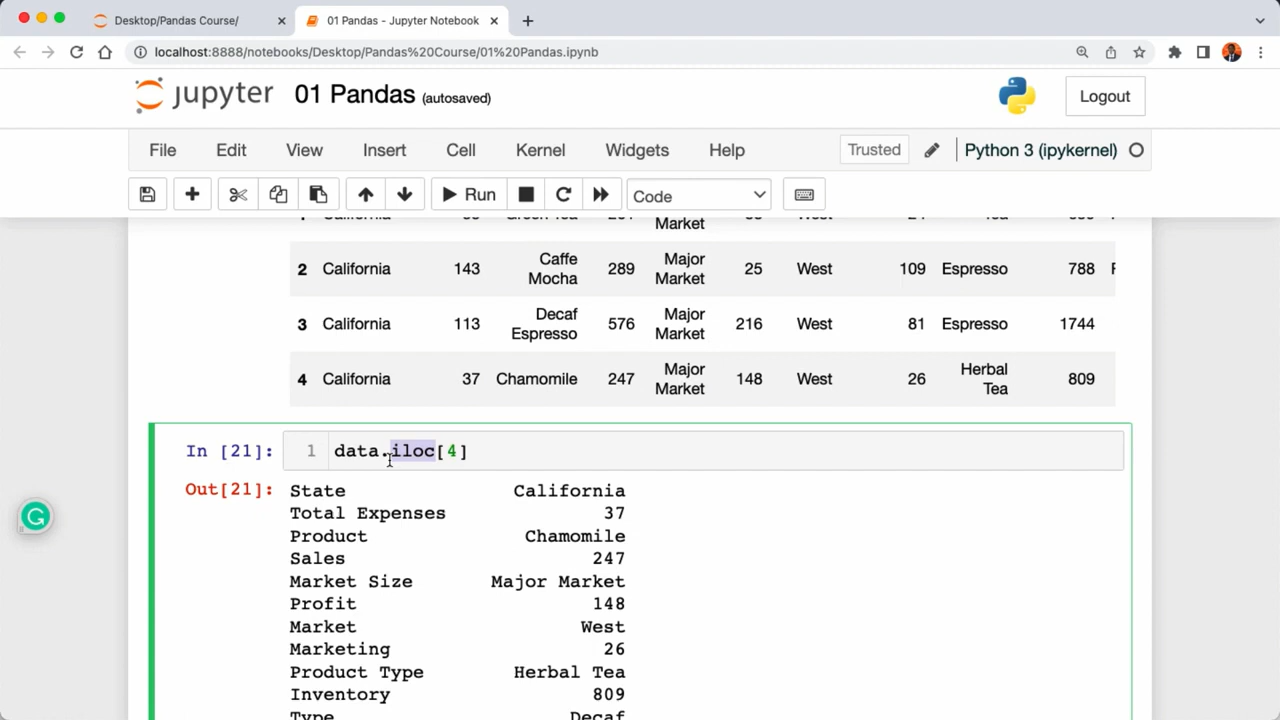 Desktop/Pandas Course/
01 Pandas - Jupyter Notebook
localhost:8888/notebooks/Desktop/Pandas%20Course/01%20Pandas.ipynb
jupyter 01 Pandas (autosaved)
Logout
File Edit View Insert Cell Kernel Widgets Help Trusted Python 3 (ipykernel)
Run Code
California Market West
2 California 143 Caffe Mocha 289 Major Market 25 West 109 Espresso 788
3 California 113 Decaf Espresso 576 Major Market 216 West 81 Espresso 1744
4 California 37 Chamomile 247 Major Market 148 West 26 Herbal Tea 809
In [21]: 1 data.iloc[4]
Out[21]: State California
Total Expenses 37
Product Chamomile
Sales 247
Market Size Major Market
Profit 148
Market West
Marketing 26
Product Type Herbal Tea
Inventory 809
Type Decaf